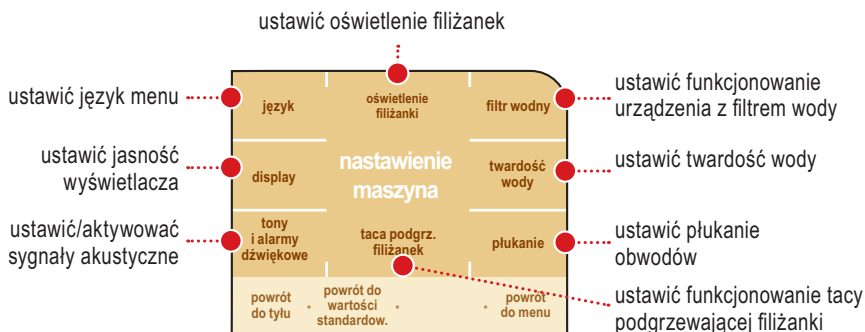 ustawić oświetlenie filiżanek
ustawić język menu
ustawić jasność
wyświetlacza
ustawić/aktywować
sygnały akustyczne
język
oświetlenie
filiżanki
filtr wodny
display
nastawienie
maszyna
twardość
wody
tony
i alarmy
dźwiękowe
taca podgrz.
filiżanek
płukanie
powrót
do tyłu
powrót do
wartości
standardow.
powrót
do menu
ustawić funkcjonowanie
urządzenia z filtrem wody
ustawić twardość wody
ustawić płukanie
obwodów
ustawić funkcjonowanie tacy
podgrzewającej filiżanki